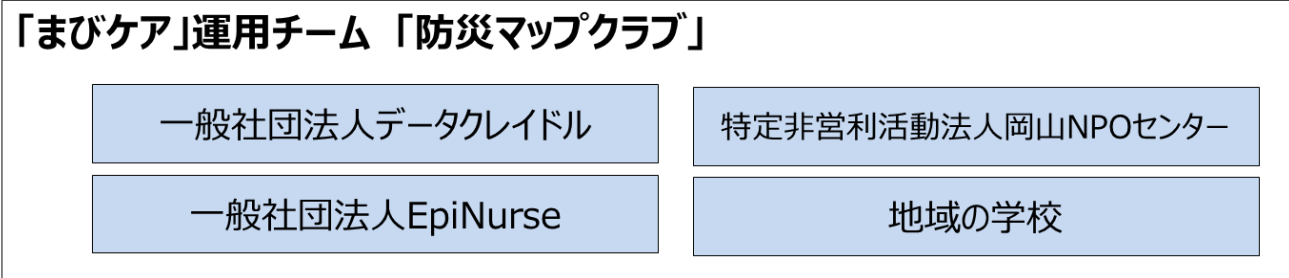 「まびケア」運用チーム 「防災マップクラブ」
一般社団法人データクレイドル
特定非営利活動法人岡山NPOセンター
一般社団法人EpiNurse
地域の学校